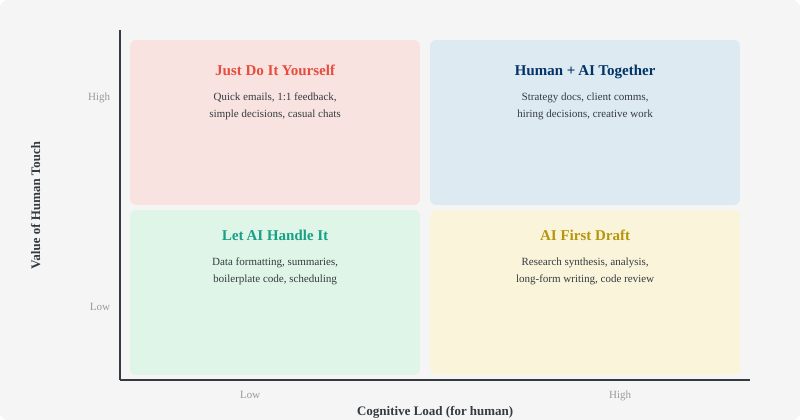 Just Do It Yourself
Quick emails, 1:1 feedback,
simple decisions, casual chats
Human + AI Together
Strategy docs, client comms,
hiring decisions, creative work
High
Value of Human Touch
Let AI Handle It
Data formatting, summaries,
boilerplate code, scheduling
AI First Draft
Research synthesis, analysis,
long-form writing, code review
Low
Low
High
Cognitive Load (for human)